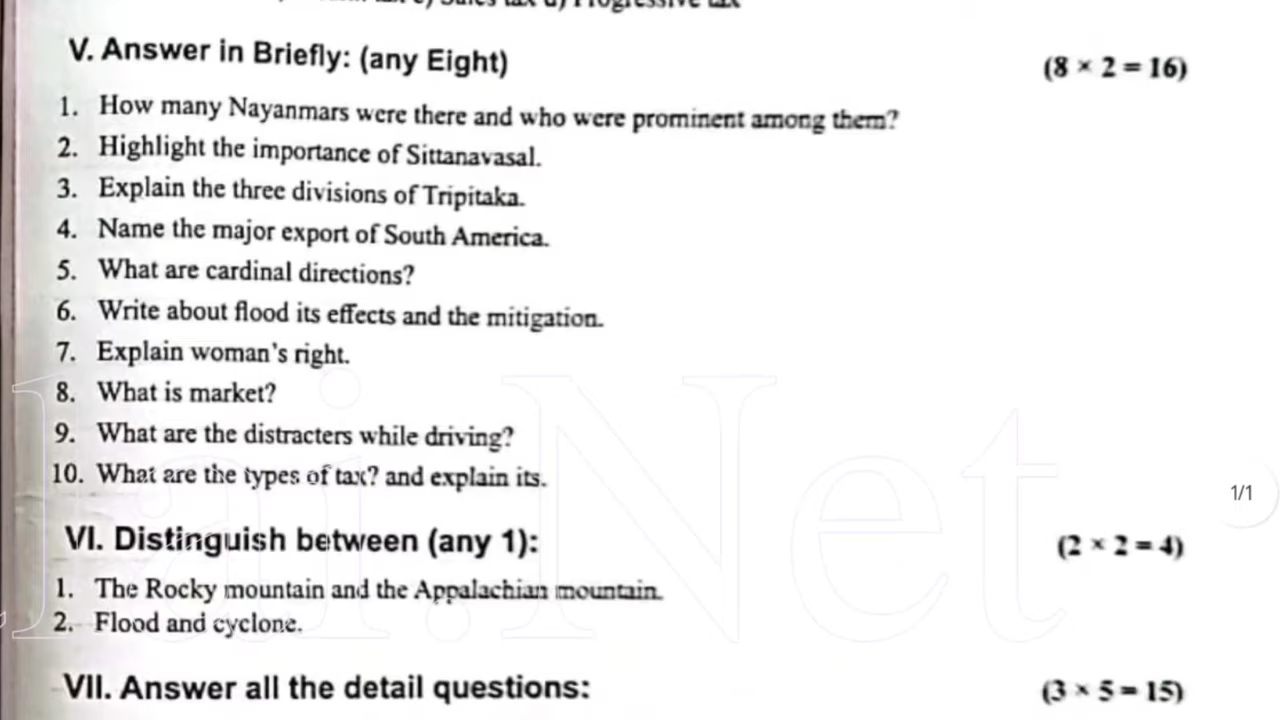 V. Answer in Briefly: (any Eight) (8 × 2 = 16)
1. How many Nayanmars were there and who were prominent among them?
2. Highlight the importance of Sittanavasal.
3. Explain the three divisions of Tripitaka.
4. Name the major export of South America.
5. What are cardinal directions?
6. Write about flood its effects and the mitigation.
7. Explain woman's right.
8. What is market?
9. What are the distracters while driving?
10. What are the types of tax? and explain its.
1/1
VI. Distinguish between (any 1): (2 × 2 = 4)
1. The Rocky mountain and the Appalachian mountain.
2. Flood and cyclone.
VII. Answer all the detail questions: (3 × 5 = 15)
Jai.Net